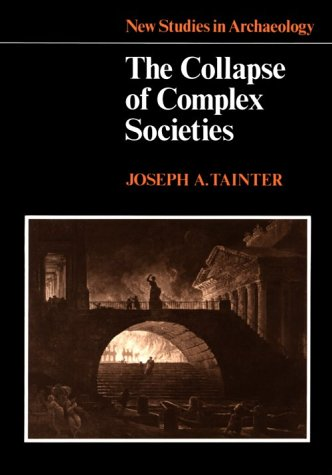 New Studies in Archaeology
The Collapse
of Complex
Societies
JOSEPH A. TAINTER